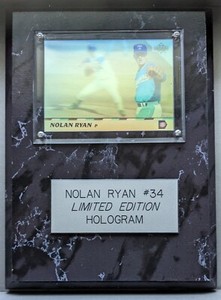 NOLAN RYAN P
NOLAN RYAN #34
LIMITED EDITION
HOLOGRAM